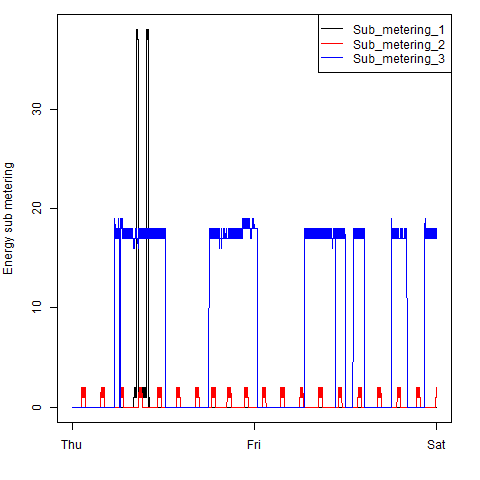 Sub_metering_1
Sub_metering_2
Sub_metering_3
Energy sub metering
30
20
10
0
Thu Fri Sat